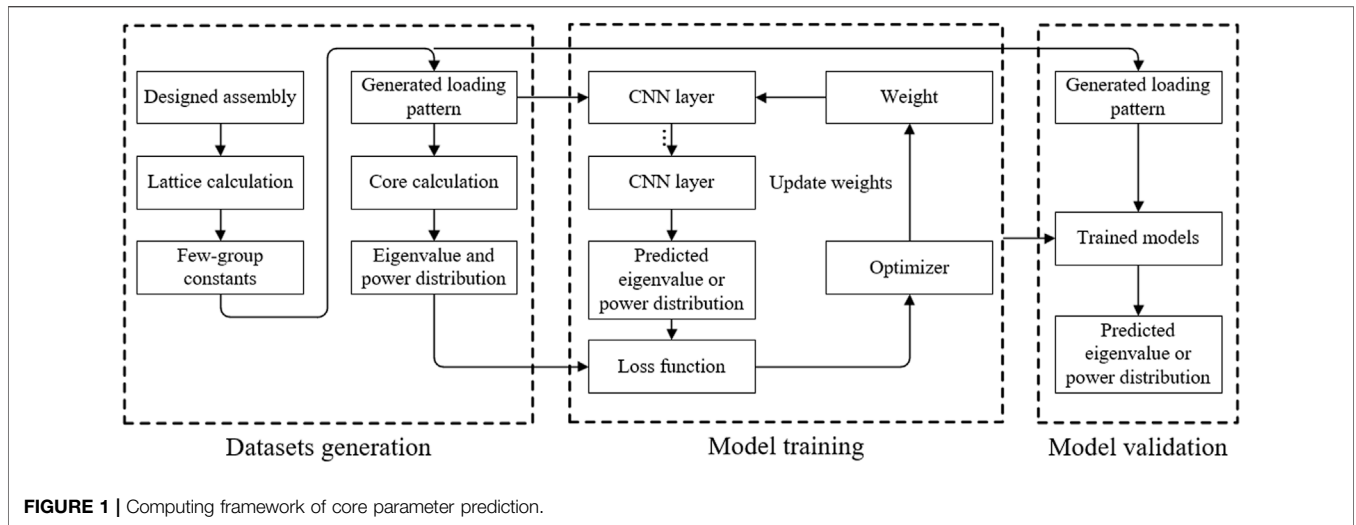 Designed assembly
Lattice calculation
Few-group
constants
Generated loading
pattern
Core calculation
Eigenvalue and
power distribution
Datasets generation
CNN layer
⋮
CNN layer
Predicted
eigenvalue or
power distribution
Loss function
Weight
Update weights
Optimizer
Model training
Generated loading
pattern
Trained models
Predicted
eigenvalue or
power distribution
Model validation
FIGURE 1 | Computing framework of core parameter prediction.